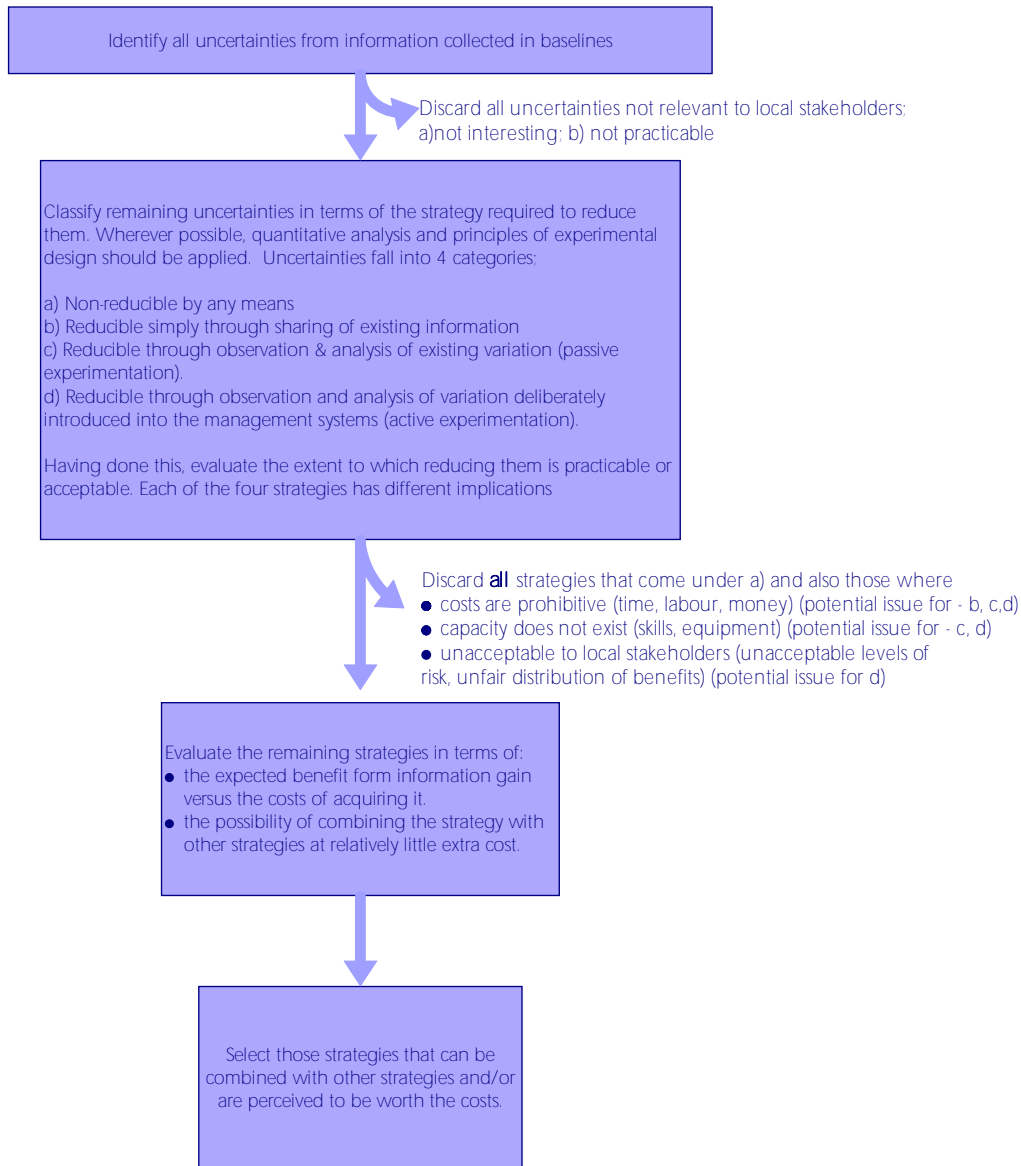 Identify all uncertainties from information collected in baselines
Discard all uncertainties not relevant to local stakeholders;
a)not interesting; b) not practicable
Classify remaining uncertainties in terms of the strategy required to reduce
them. Wherever possible, quantitative analysis and principles of experimental
design should be applied.  Uncertainties fall into 4 categories;
a) Non-reducible by any means
b) Reducible simply through sharing of existing information
c) Reducible through observation & analysis of existing variation (passive
experimentation).
d) Reducible through observation and analysis of variation deliberately
introduced into the management systems (active experimentation).
Having done this, evaluate the extent to which reducing them is practicable or
acceptable. Each of the four strategies has different implications
Discard all strategies that come under a) and also those where
● costs are prohibitive (time, labour, money) (potential issue for - b, c,d)
● capacity does not exist (skills, equipment) (potential issue for - c, d)
● unacceptable to local stakeholders (unacceptable levels of
risk, unfair distribution of benefits) (potential issue for d)
Evaluate the remaining strategies in terms of:
● the expected benefit form information gain
versus the costs of acquiring it.
● the possibility of combining the strategy with
other strategies at relatively little extra cost.
Select those strategies that can be
combined with other strategies and/or
are perceived to be worth the costs.